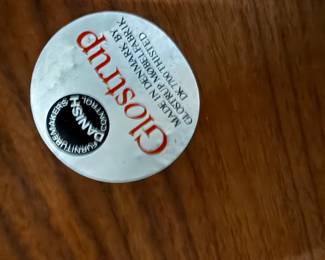 Glostrup
MADE IN DENMARK BY
GLOSTRUP MØBELFABRIK
DK 7700 THISTED
FURNITUREMAKERS
DANISH
CONTROL